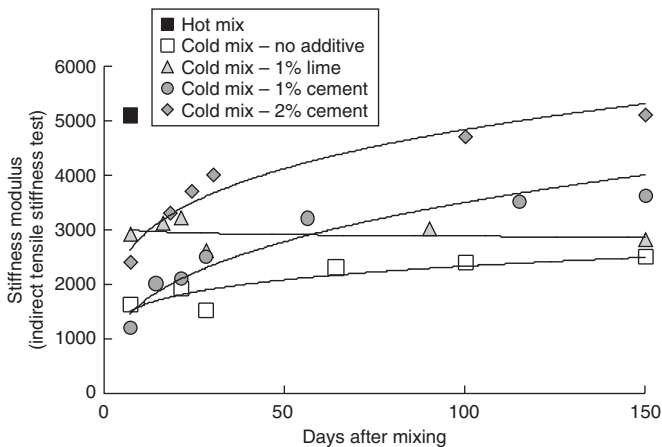 Hot mix
Cold mix – no additive
Cold mix – 1% lime
Cold mix – 1% cement
Cold mix – 2% cement
6000
5000
4000
3000
2000
1000
0
Stiffness modulus
(indirect tensile stiffness test)
0
50
100
150
Days after mixing